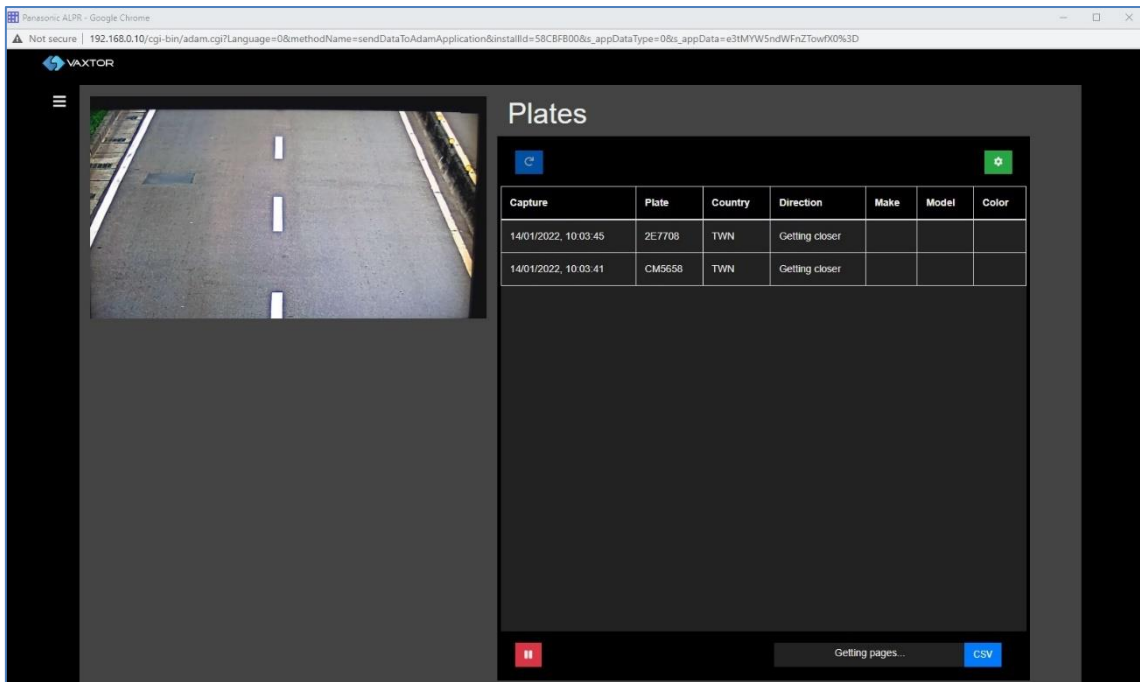 Panasonic ALPR - Google Chrome
Not secure | 192.168.0.10/cgi-bin/adam.cgi?Language=0&methodName=sendDataToAdamApplication&installId=58CBFB00&s_appDataType=0&s_appData=e3tMYW5ndWFnZTowfX0%3D
VAXTOR
Plates
Capture Plate Country Direction Make Model Color
14/01/2022, 10:03:45 2E7708 TWN Getting closer
14/01/2022, 10:03:41 CM5658 TWN Getting closer
Getting pages... CSV